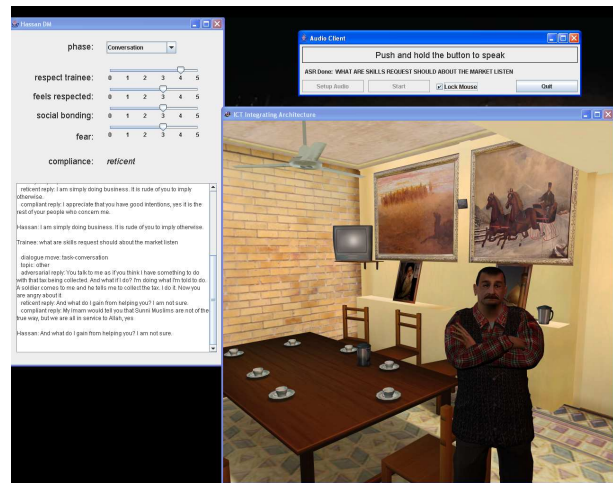 Hassan DM
phase: Conversation
respect trainee: 0 1 2 3 4 5
feels respected: 0 1 2 3 4 5
social bonding: 0 1 2 3 4 5
fear: 0 1 2 3 4 5
compliance: reticent
reticent reply: I am simply doing business. It is rude of you to imply
otherwise.
compliant reply: I appreciate that you have good intentions, yes it is the
rest of your people who concern me.
Hassan: I am simply doing business. It is rude of you to imply otherwise.
Trainee: what are skills request should about the market listen
dialogue move: task-conversation
topic: other
adversarial reply: You talk to me as if you think I have something to do
with that tax being collected. And what if I do? I'm doing what I'm told to do.
A soldier comes to me and he tells me to collect the tax. I do it. Now you
are angry about it
reticent reply: And what do I gain from helping you? I am not sure.
compliant reply: My Imam would tell you that Sunni Muslims are not of the
true way, but we are all in service to Allah, yes
Hassan: And what do I gain from helping you? I am not sure.
Audio Client
Push and hold the button to speak
ASR Done: WHAT ARE SKILLS REQUEST SHOULD ABOUT THE MARKET LISTEN
Setup Audio Start Lock Mouse Quit
ICT Integrating Architecture